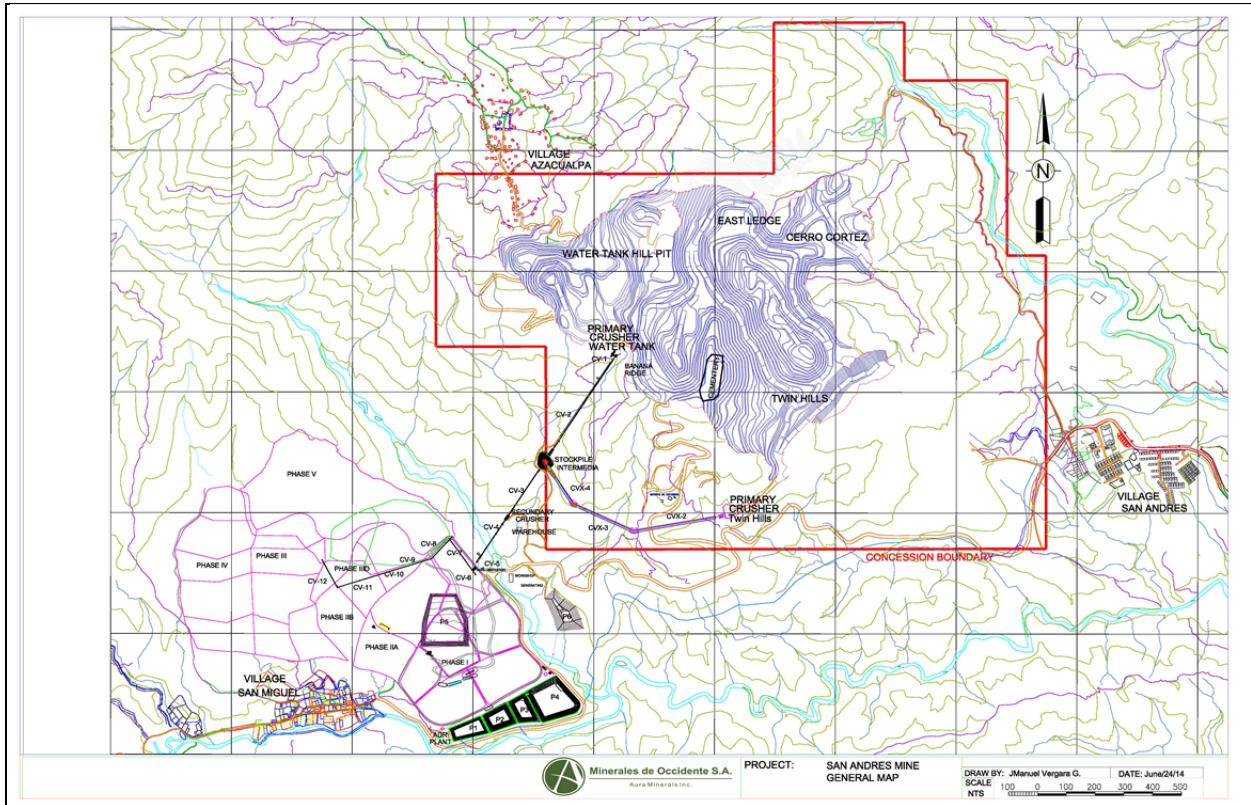 VILLAGE
AZACUALPA
N
EAST LEDGE
CERRO CORTEZ
WATER TANK HILL PIT
PRIMARY
CRUSHER
WATER TANK
CV-1
BANANA
RIDGE
CEMENTERY
TWIN HILLS
CV-2
STOCKPILE
INTERMEDIA
PHASE V
CV-3
CVX-4
PRIMARY
CRUSHER
Twin Hills
VILLAGE
SAN ANDRES
SECUNDARY
CRUSHER
CVX-2
CVX-3
CV-4
WAREHOUSE
CV-8
CV-7
PHASE III
CV-9
CONCESSION BOUNDARY
PHASE IV
PHASE IIID
CV-5
CV-10
CV-6
CV-12
CV-11
WORKSHOP
PHASE IIB
P5
P6
PHASE IIA
PHASE I
VILLAGE
SAN MIGUEL
P4
P3
P2
P1
ADR
PLANT
Minerales de Occidente S.A.
Aura Minerals Inc.
PROJECT: SAN ANDRES MINE
GENERAL MAP
DRAW BY: JManuel Vergara G. DATE: June/24/14
SCALE
NTS
100 0 100 200 300 400 500